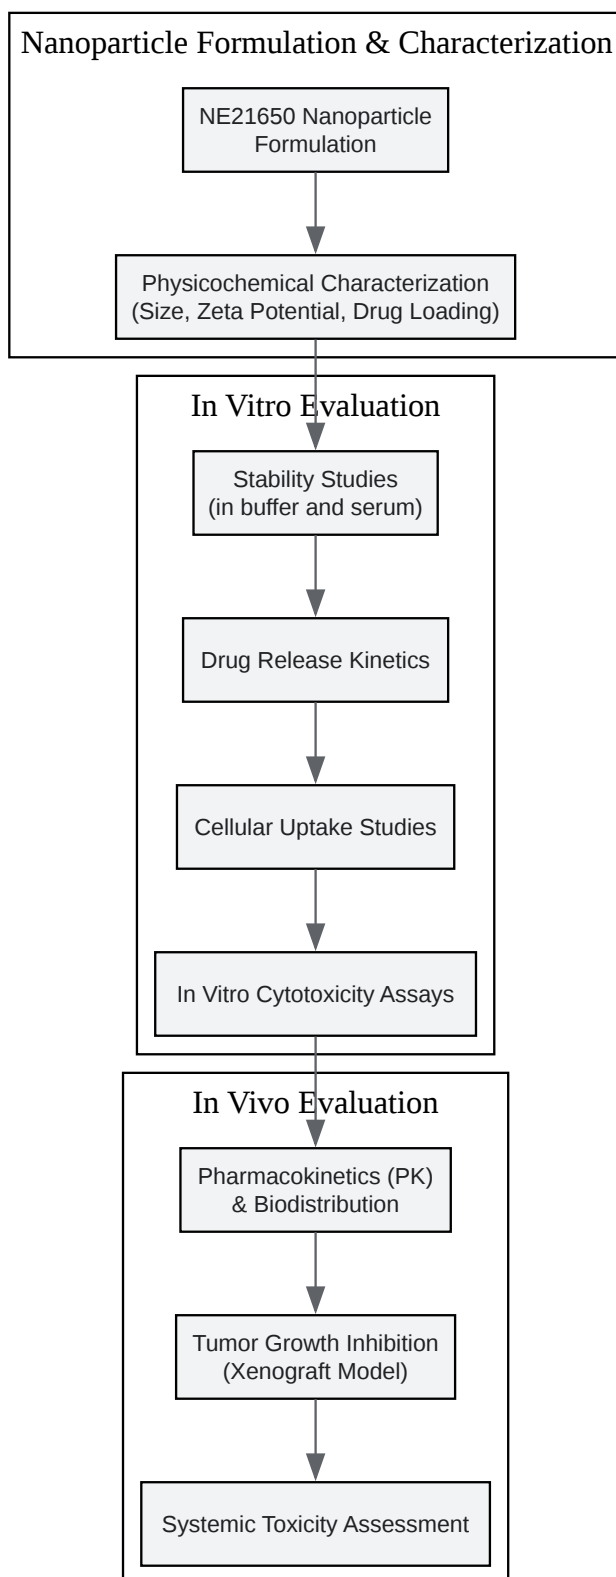 Nanoparticle Formulation & Characterization
NE21650 Nanoparticle
Formulation
Physicochemical Characterization
(Size, Zeta Potential, Drug Loading)
In Vitro Evaluation
Stability Studies
(in buffer and serum)
Drug Release Kinetics
Cellular Uptake Studies
In Vitro Cytotoxicity Assays
In Vivo Evaluation
Pharmacokinetics (PK)
& Biodistribution
Tumor Growth Inhibition
(Xenograft Model)
Systemic Toxicity Assessment